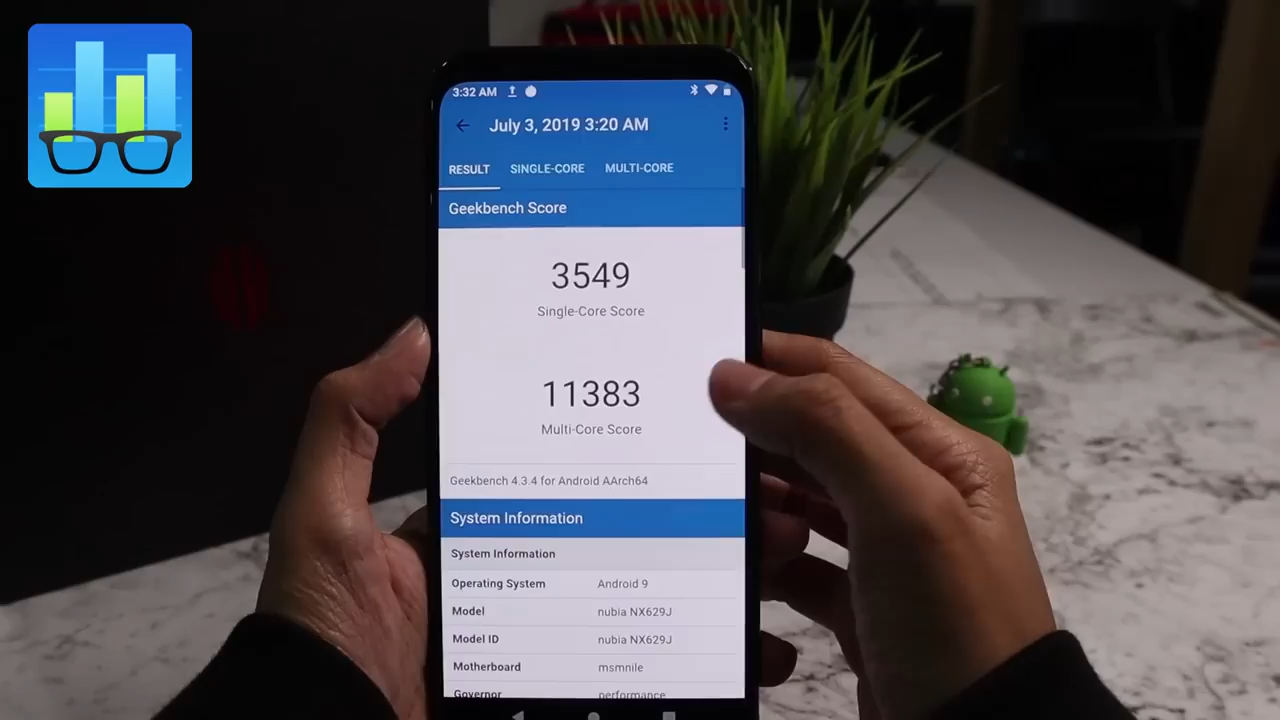 3:32 AM
July 3, 2019 3:20 AM
RESULT SINGLE-CORE MULTI-CORE
Geekbench Score
3549
Single-Core Score
11383
Multi-Core Score
Geekbench 4.3.4 for Android AArch64
System Information
System Information
Operating System Android 9
Model nubia NX629J
Model ID nubia NX629J
Motherboard msmnile
Governor performance